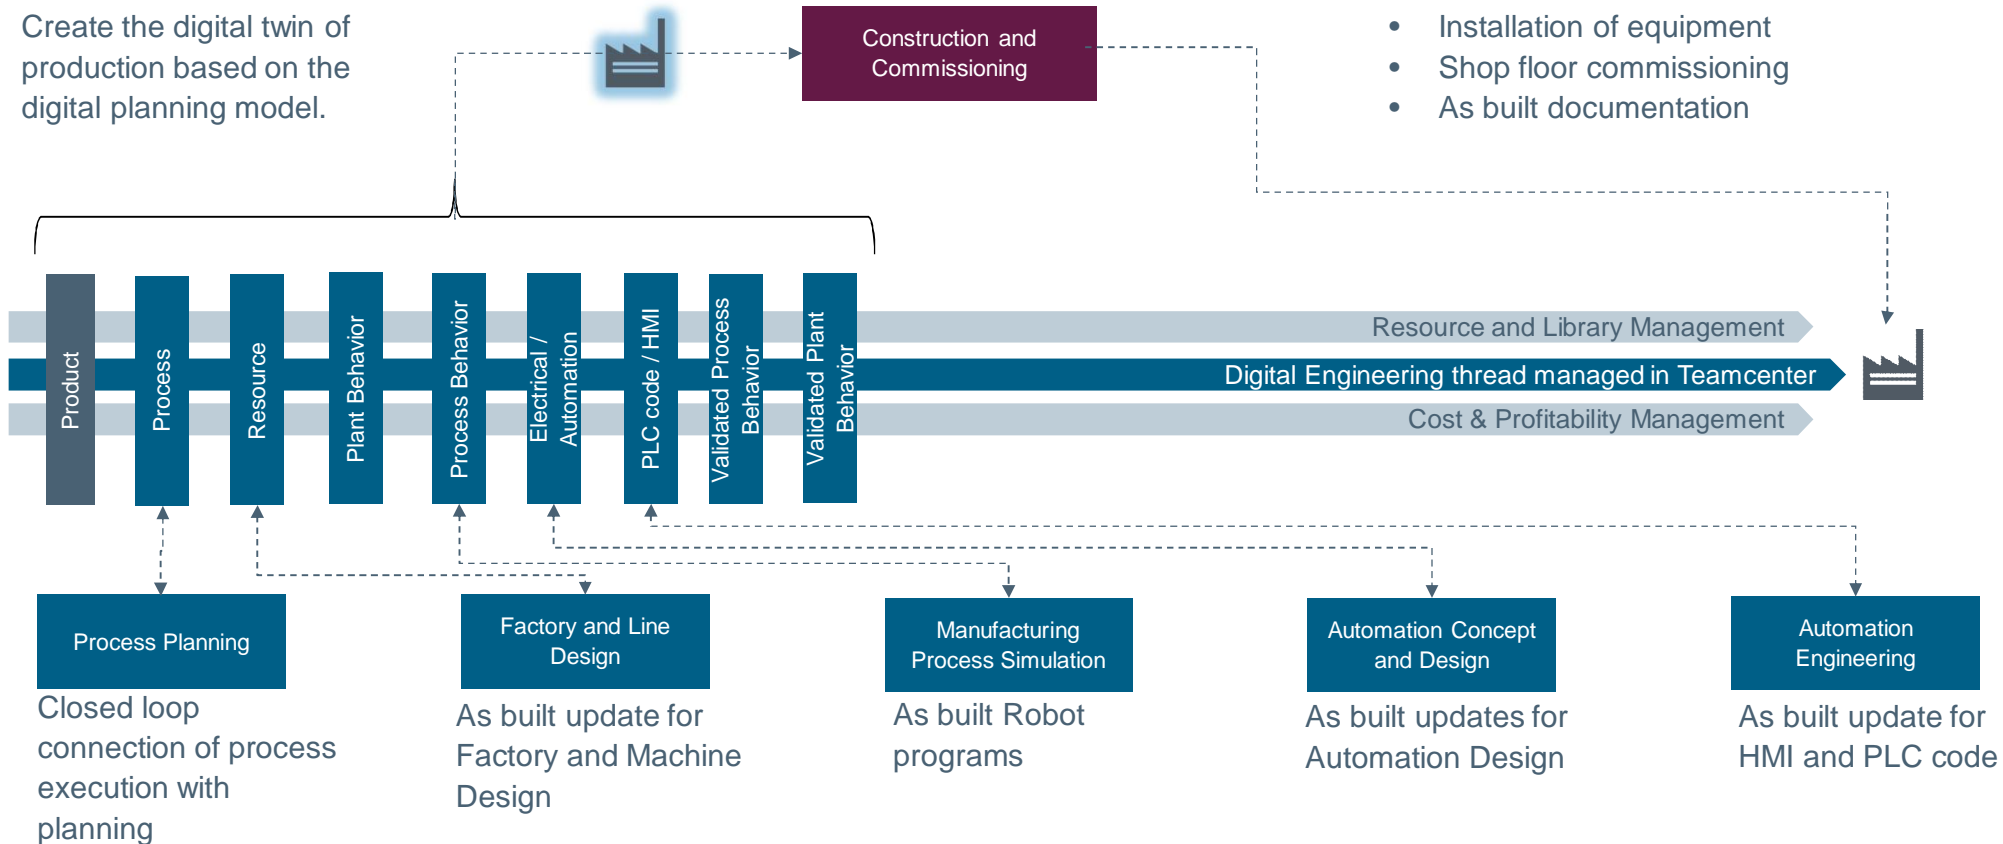 Create the digital twin of
production based on the
digital planning model.
Construction and
Commissioning
• Installation of equipment
• Shop floor commissioning
• As built documentation
Product
Process
Resource
Plant Behavior
Process Behavior
Electrical /
Automation
PLC code / HMI
Validated Process
Behavior
Validated Plant
Behavior
Resource and Library Management
Digital Engineering thread managed in Teamcenter
Cost & Profitability Management
Process Planning
Closed loop
connection of process
execution with
planning
Factory and Line
Design
As built update for
Factory and Machine
Design
Manufacturing
Process Simulation
As built Robot
programs
Automation Concept
and Design
As built updates for
Automation Design
Automation
Engineering
As built update for
HMI and PLC code